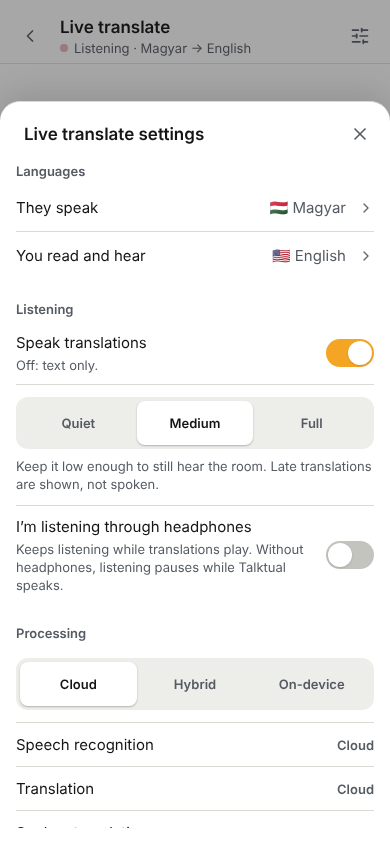 Live translate
Listening · Magyar → English
Live translate settings
Languages
They speak
Magyar
You read and hear
English
Listening
Speak translations
Off: text only.
Quiet
Medium
Full
Keep it low enough to still hear the room. Late translations
are shown, not spoken.
I’m listening through headphones
Keeps listening while translations play. Without
headphones, listening pauses while Talktual
speaks.
Processing
Cloud
Hybrid
On-device
Speech recognition
Cloud
Translation
Cloud